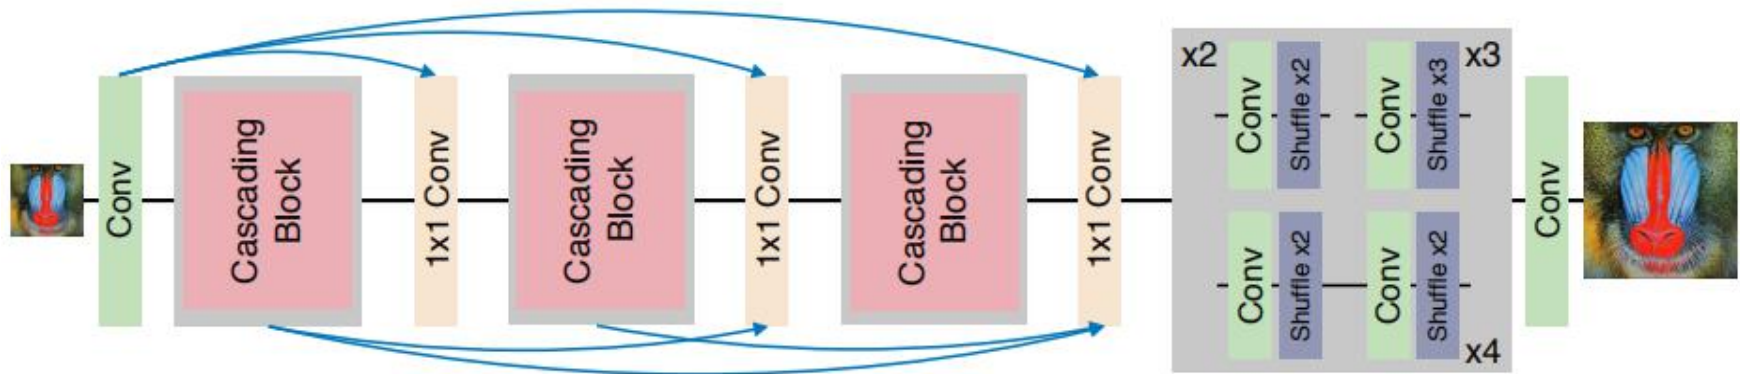 Conv
Cascading
Block
1x1 Conv
Cascading
Block
1x1 Conv
Cascading
Block
1x1 Conv
x2
Conv
Shuffle x2
Conv
Shuffle x3
x3
Conv
Shuffle x2
Conv
Shuffle x2
x4
Conv